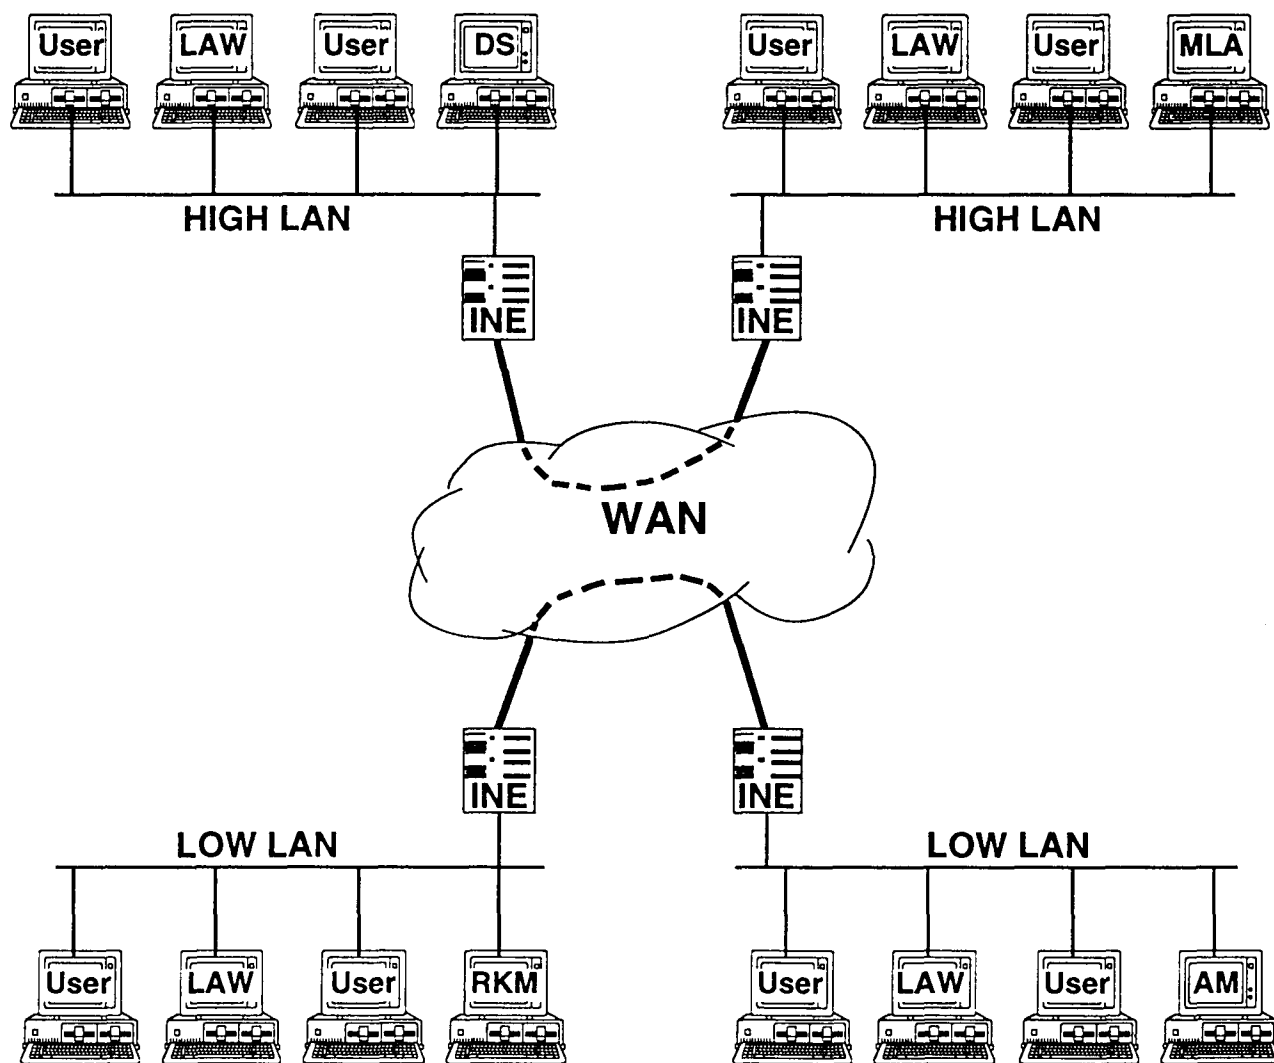 User LAW User DS User LAW User MLA
HIGH LAN HIGH LAN
INE INE
WAN
INE INE
LOW LAN LOW LAN
User LAW User RKM User LAW User AM